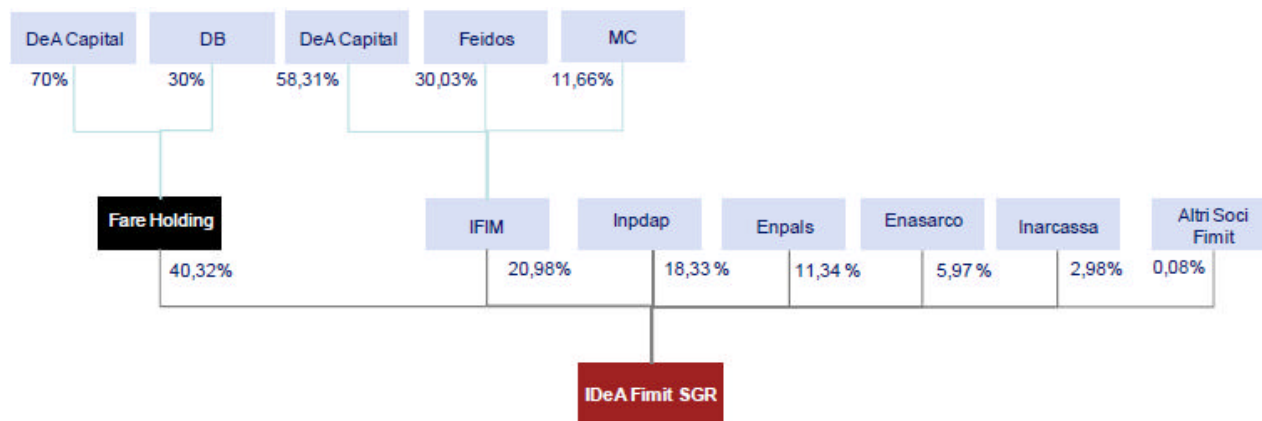 DeA Capital
DB
DeA Capital
Feidos
MC
70%
30%
58,31%
30,03%
11,66%
Fare Holding
IFIM
Inpdap
Enpals
Enasarco
Inarcassa
Altri Soci
Fimit
40,32%
20,98%
18,33 %
11,34 %
5,97 %
2,98%
0,08%
IDeA Fimit SGR